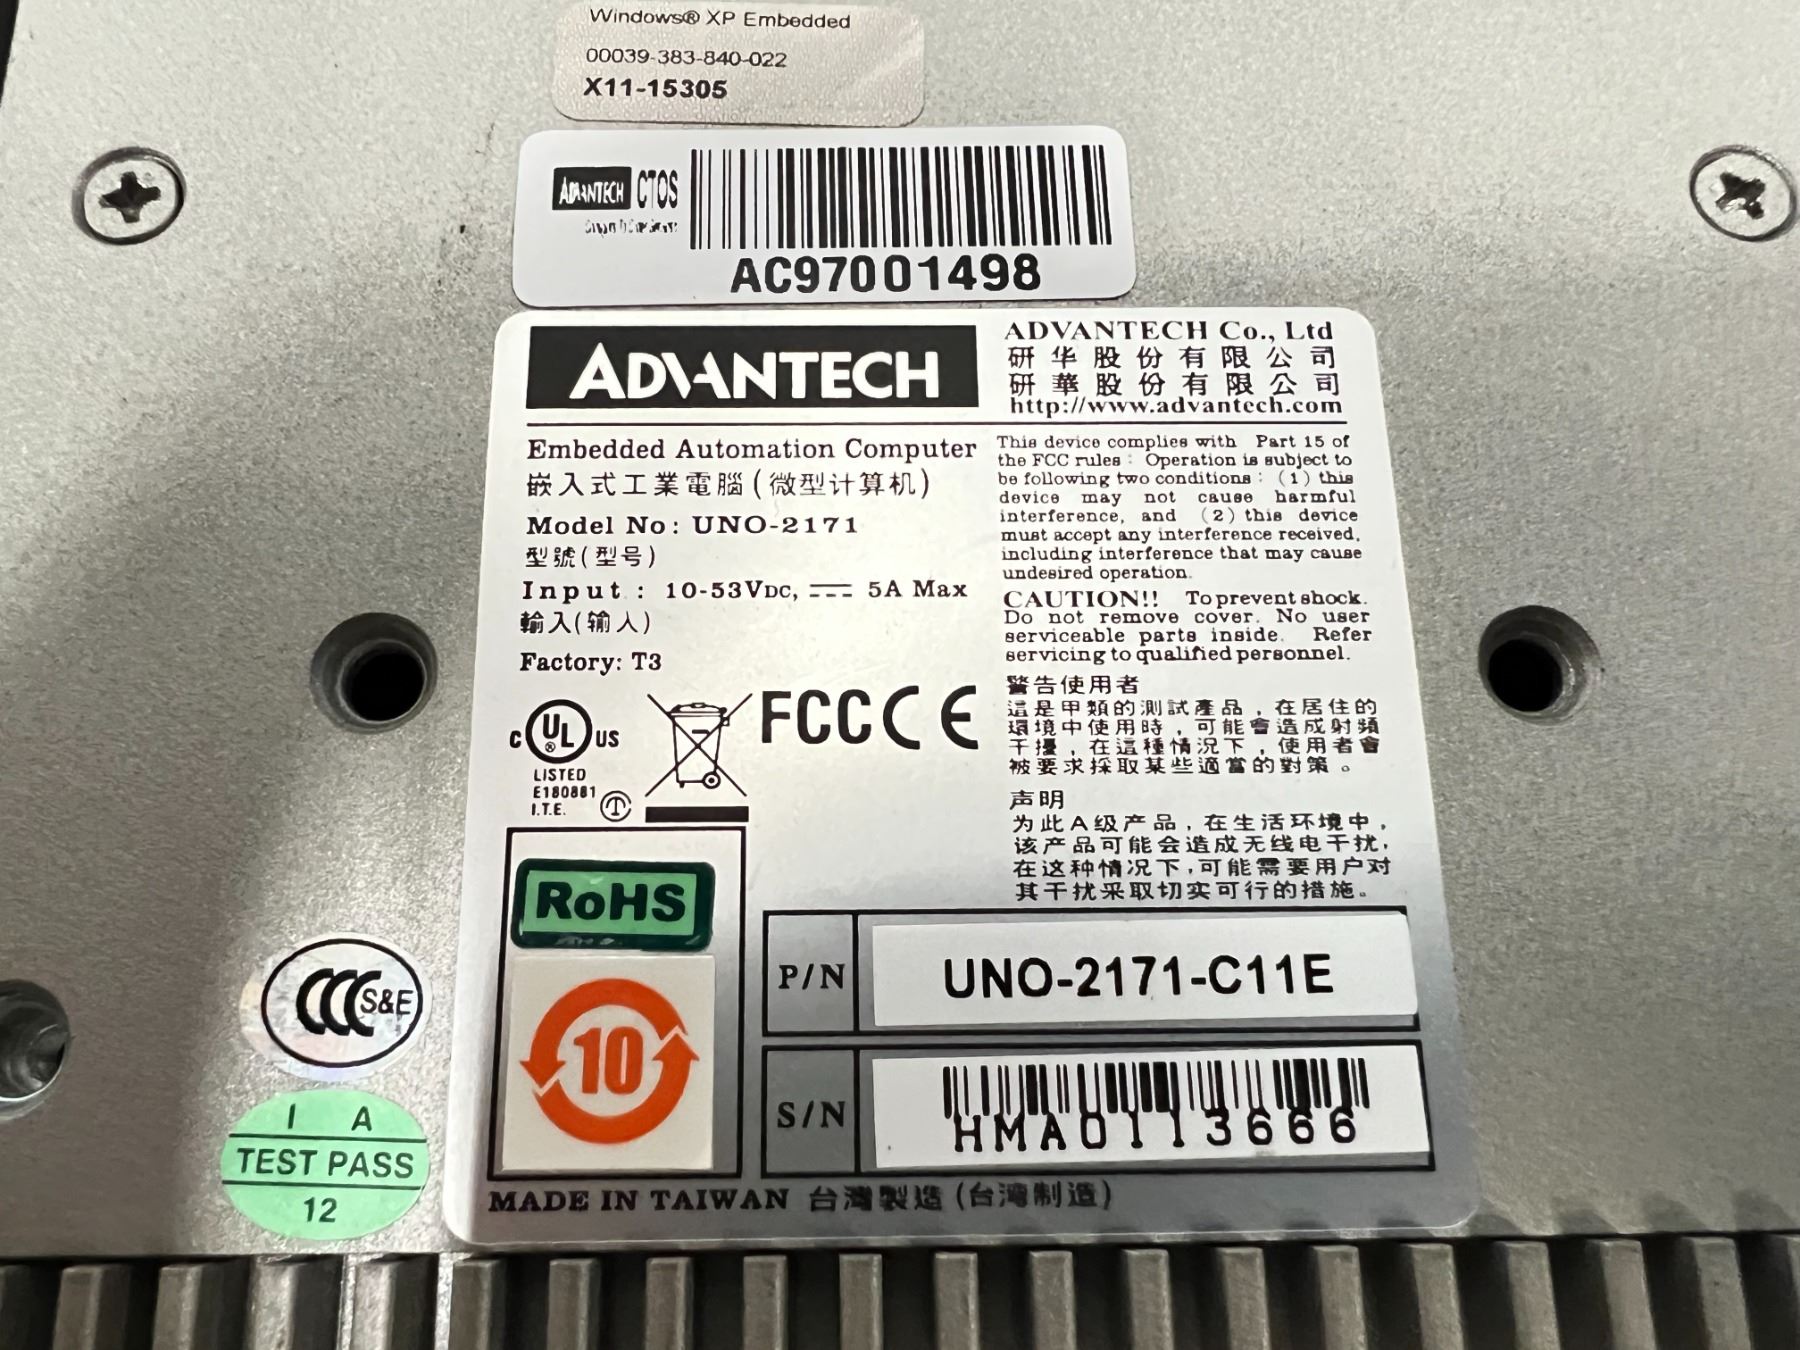 Windows® XP Embedded
00039-383-840-022
X11-15305
ADVANTECH CTOS
AC97001498
ADVANTECH
ADVANTECH Co., Ltd
研华股份有限公司
研華股份有限公司
http://www.advantech.com
Embedded Automation Computer
嵌入式工業電腦(微型计算机)
Model No: UNO-2171
型號(型号)
Input : 10-53VDC, 5A Max
輸入(输入)
Factory: T3
This device complies with Part 15 of
the FCC rules : Operation is subject to
be following two conditions : (1) this
device may not cause harmful
interference, and (2) this device
must accept any interference received,
including interference that may cause
undesired operation.
CAUTION!! To prevent shock.
Do not remove cover. No user
serviceable parts inside. Refer
servicing to qualified personnel.
警告使用者
這是甲類的測試產品，在居住的
環境中使用時，可能會造成射頻
干擾，在這種情況下，使用者會
被要求採取某些適當的對策。
声明
为此A级产品，在生活环境中，
该产品可能会造成无线电干扰，
在这种情况下，可能需要用户对
其干扰采取切实可行的措施。
C UL ® US
LISTED
E180881
I.T.E.
FCC CE
RoHS
10
P/N UNO-2171-C11E
S/N HMA0113666
MADE IN TAIWAN 台灣製造(台湾制造)
CCC S&E
I A
TEST PASS
12